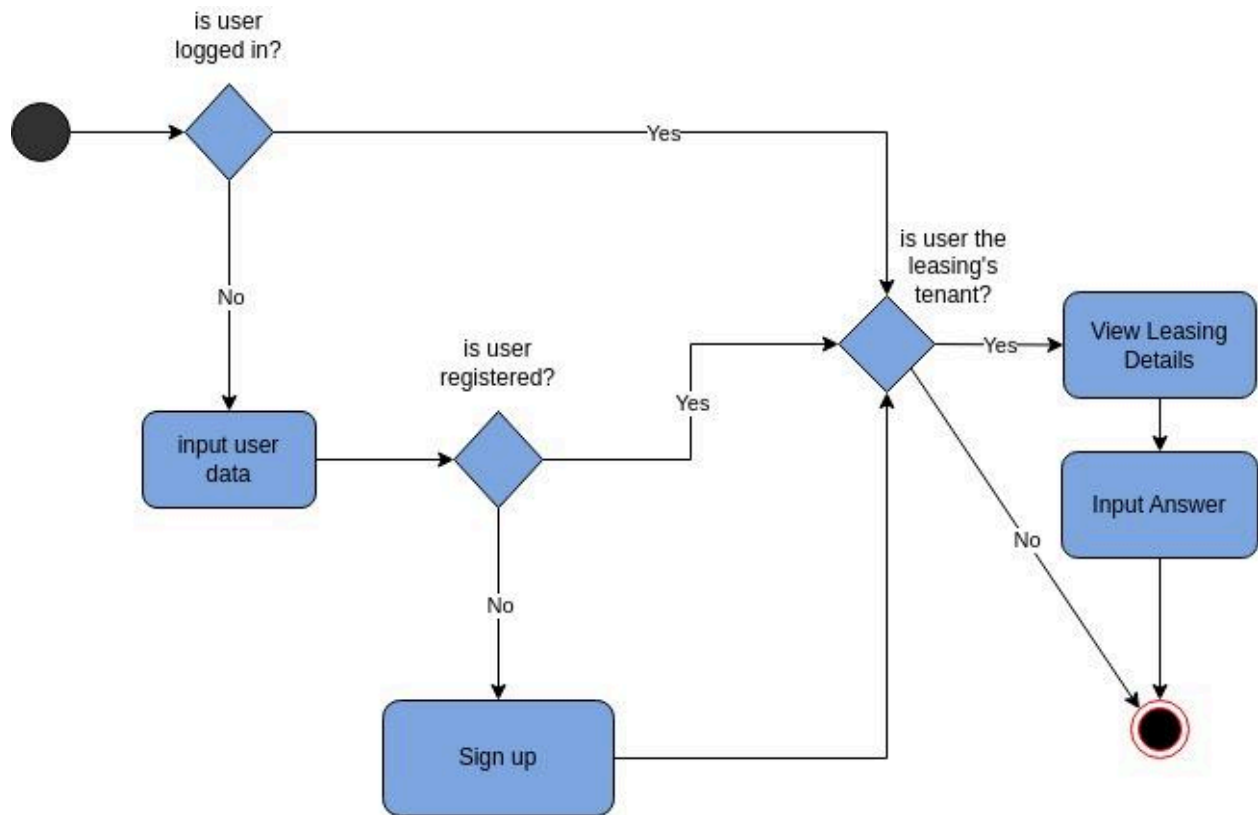 is user
logged in?
Yes
is user the
leasing's
tenant?
No
is user
registered?
Yes
Yes
View Leasing
Details
input user
data
Input Answer
No
No
Sign up